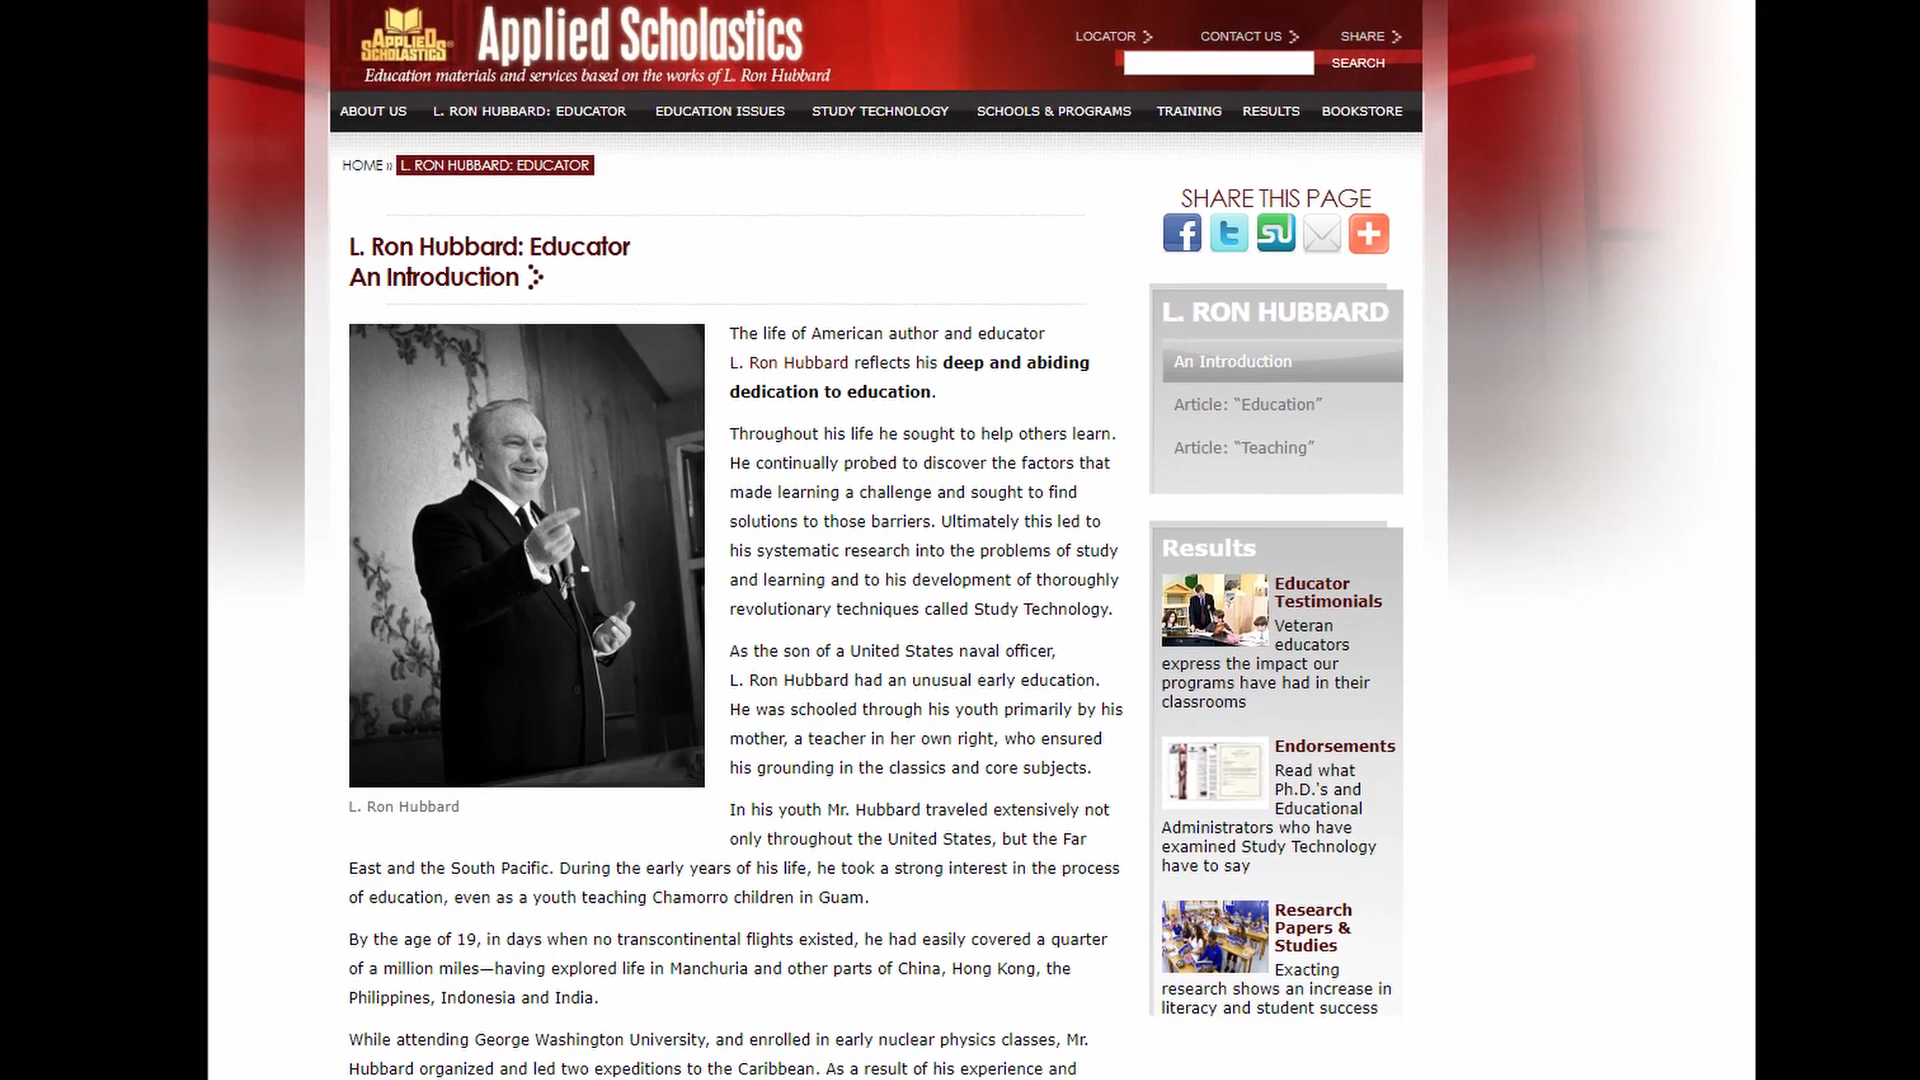 APPLIED SCHOLASTICS
Applied Scholastics
Education materials and services based on the works of L. Ron Hubbard
LOCATOR
CONTACT US
SHARE
SEARCH
ABOUT US
L. RON HUBBARD: EDUCATOR
EDUCATION ISSUES
STUDY TECHNOLOGY
SCHOOLS & PROGRAMS
TRAINING
RESULTS
BOOKSTORE
HOME » L. RON HUBBARD: EDUCATOR
L. Ron Hubbard: Educator
An Introduction
The life of American author and educator
L. Ron Hubbard reflects his deep and abiding
dedication to education.
Throughout his life he sought to help others learn.
He continually probed to discover the factors that
made learning a challenge and sought to find
solutions to those barriers. Ultimately this led to
his systematic research into the problems of study
and learning and to his development of thoroughly
revolutionary techniques called Study Technology.
As the son of a United States naval officer,
L. Ron Hubbard had an unusual early education.
He was schooled through his youth primarily by his
mother, a teacher in her own right, who ensured
his grounding in the classics and core subjects.
L. Ron Hubbard
In his youth Mr. Hubbard traveled extensively not
only throughout the United States, but the Far
East and the South Pacific. During the early years of his life, he took a strong interest in the process
of education, even as a youth teaching Chamorro children in Guam.
By the age of 19, in days when no transcontinental flights existed, he had easily covered a quarter
of a million miles—having explored life in Manchuria and other parts of China, Hong Kong, the
Philippines, Indonesia and India.
While attending George Washington University, and enrolled in early nuclear physics classes, Mr.
Hubbard organized and led two expeditions to the Caribbean. As a result of his experience and
SHARE THIS PAGE
L. RON HUBBARD
An Introduction
Article: “Education”
Article: “Teaching”
Results
Educator
Testimonials
Veteran
educators
express the impact our
programs have had in their
classrooms
Endorsements
Read what
Ph.D.'s and
Educational
Administrators who have
examined Study Technology
have to say
Research
Papers &
Studies
Exacting
research shows an increase in
literacy and student success